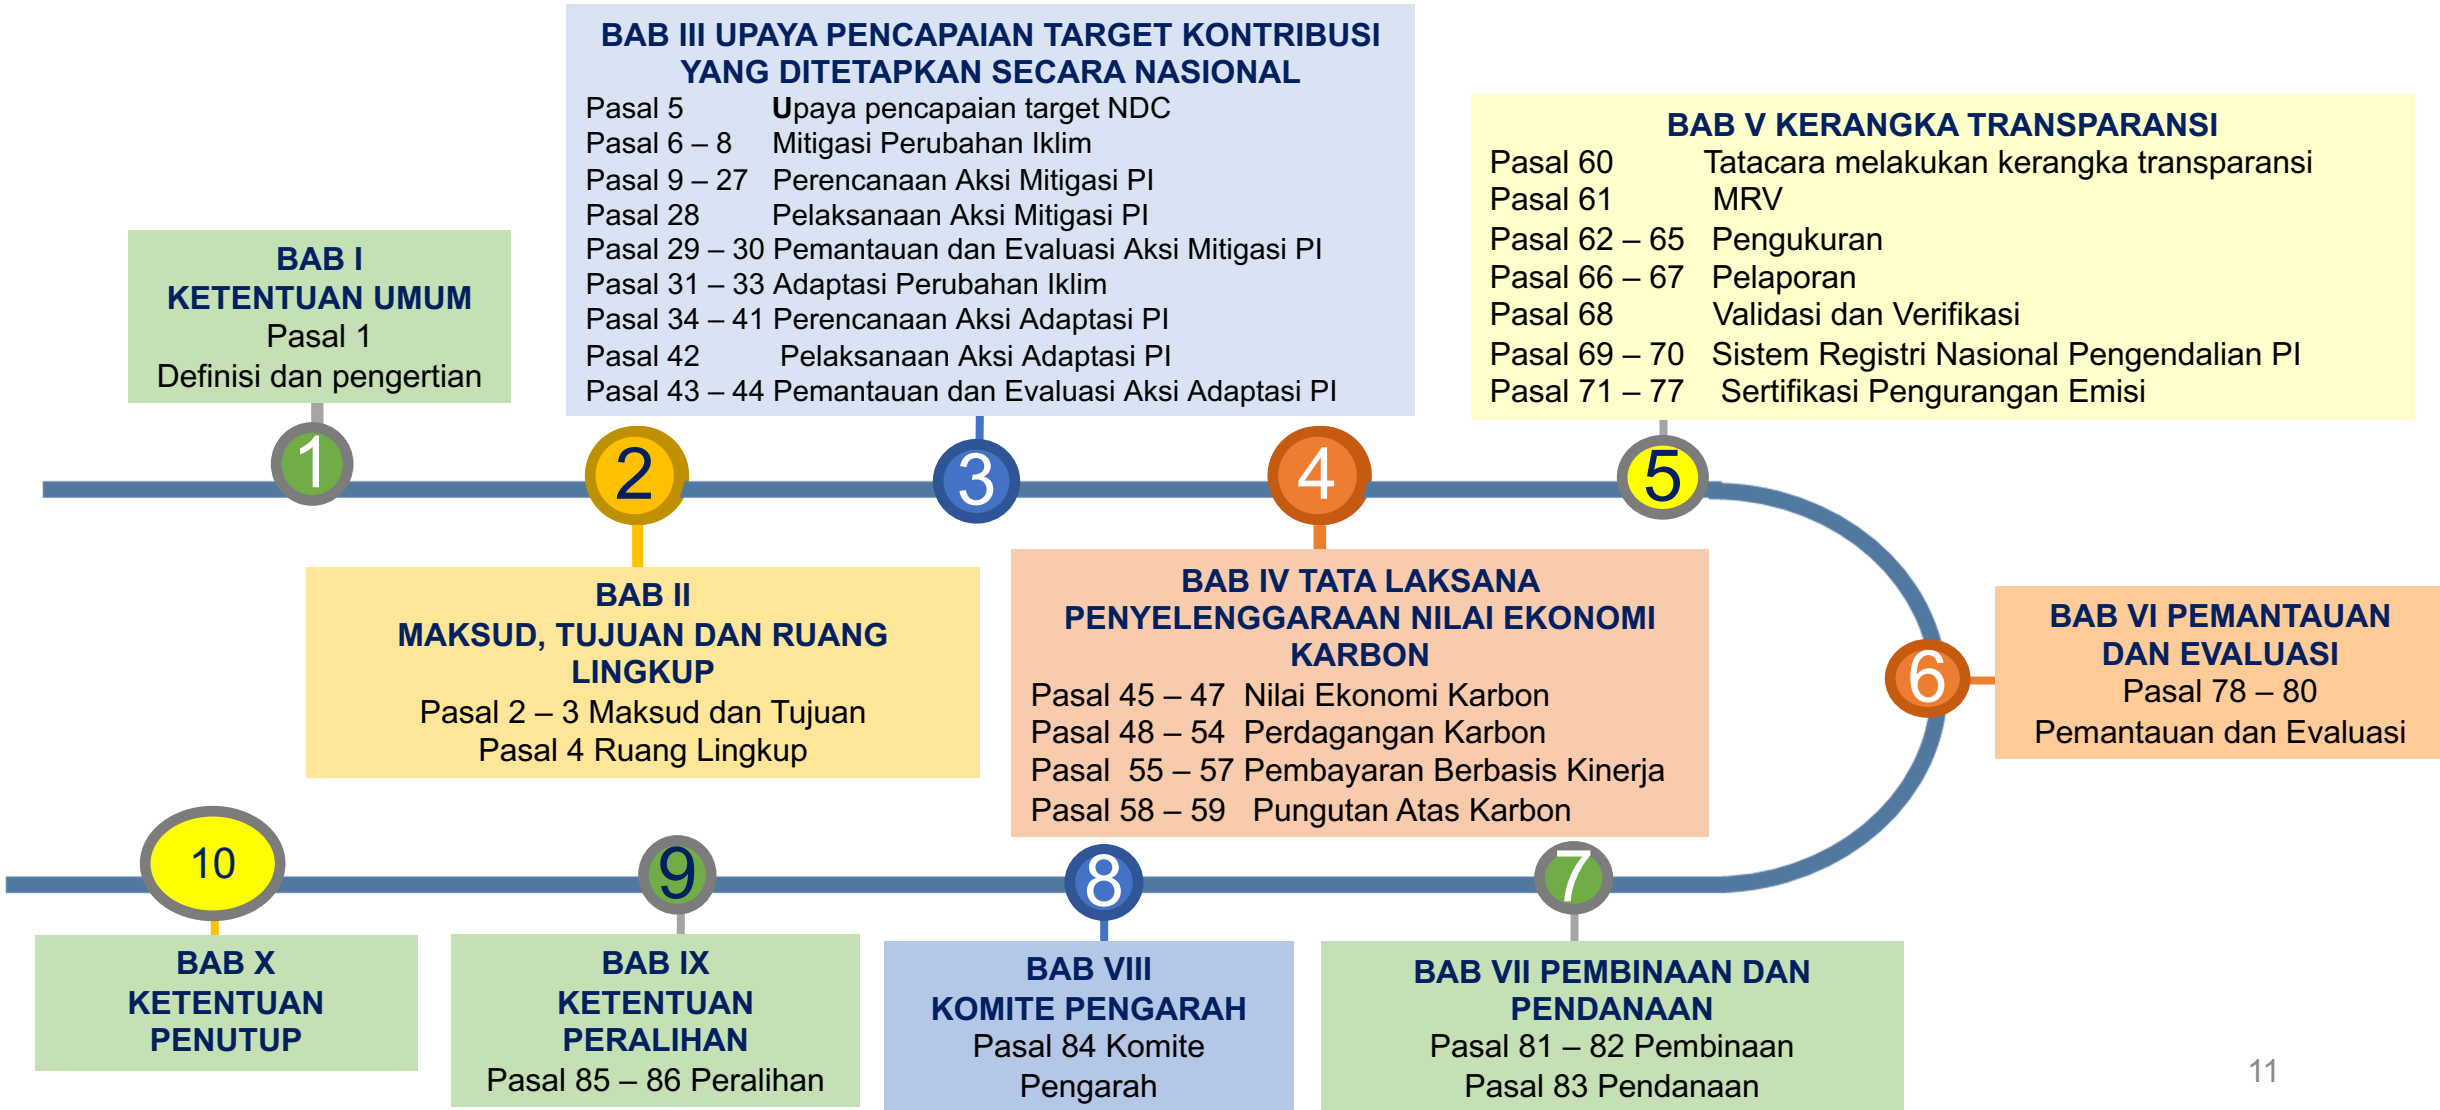 BAB I
KETENTUAN UMUM
Pasal 1
Definisi dan pengertian
1
BAB II
MAKSUD, TUJUAN DAN RUANG
LINGKUP
Pasal 2 – 3 Maksud dan Tujuan
Pasal 4 Ruang Lingkup
2
BAB III UPAYA PENCAPAIAN TARGET KONTRIBUSI
YANG DITETAPKAN SECARA NASIONAL
Pasal 5 Upaya pencapaian target NDC
Pasal 6 – 8 Mitigasi Perubahan Iklim
Pasal 9 – 27 Perencanaan Aksi Mitigasi PI
Pasal 28 Pelaksanaan Aksi Mitigasi PI
Pasal 29 – 30 Pemantauan dan Evaluasi Aksi Mitigasi PI
Pasal 31 – 33 Adaptasi Perubahan Iklim
Pasal 34 – 41 Perencanaan Aksi Adaptasi PI
Pasal 42 Pelaksanaan Aksi Adaptasi PI
Pasal 43 – 44 Pemantauan dan Evaluasi Aksi Adaptasi PI
3
BAB IV TATA LAKSANA
PENYELENGGARAAN NILAI EKONOMI
KARBON
Pasal 45 – 47 Nilai Ekonomi Karbon
Pasal 48 – 54 Perdagangan Karbon
Pasal 55 – 57 Pembayaran Berbasis Kinerja
Pasal 58 – 59 Pungutan Atas Karbon
4
BAB V KERANGKA TRANSPARANSI
Pasal 60 Tatacara melakukan kerangka transparansi
Pasal 61 MRV
Pasal 62 – 65 Pengukuran
Pasal 66 – 67 Pelaporan
Pasal 68 Validasi dan Verifikasi
Pasal 69 – 70 Sistem Registri Nasional Pengendalian PI
Pasal 71 – 77 Sertifikasi Pengurangan Emisi
5
BAB VI PEMANTAUAN
DAN EVALUASI
Pasal 78 – 80
Pemantauan dan Evaluasi
6
7
BAB VII PEMBINAAN DAN
PENDANAAN
Pasal 81 – 82 Pembinaan
Pasal 83 Pendanaan
8
BAB VIII
KOMITE PENGARAH
Pasal 84 Komite
Pengarah
9
BAB IX
KETENTUAN
PERALIHAN
Pasal 85 – 86 Peralihan
10
BAB X
KETENTUAN
PENUTUP
11